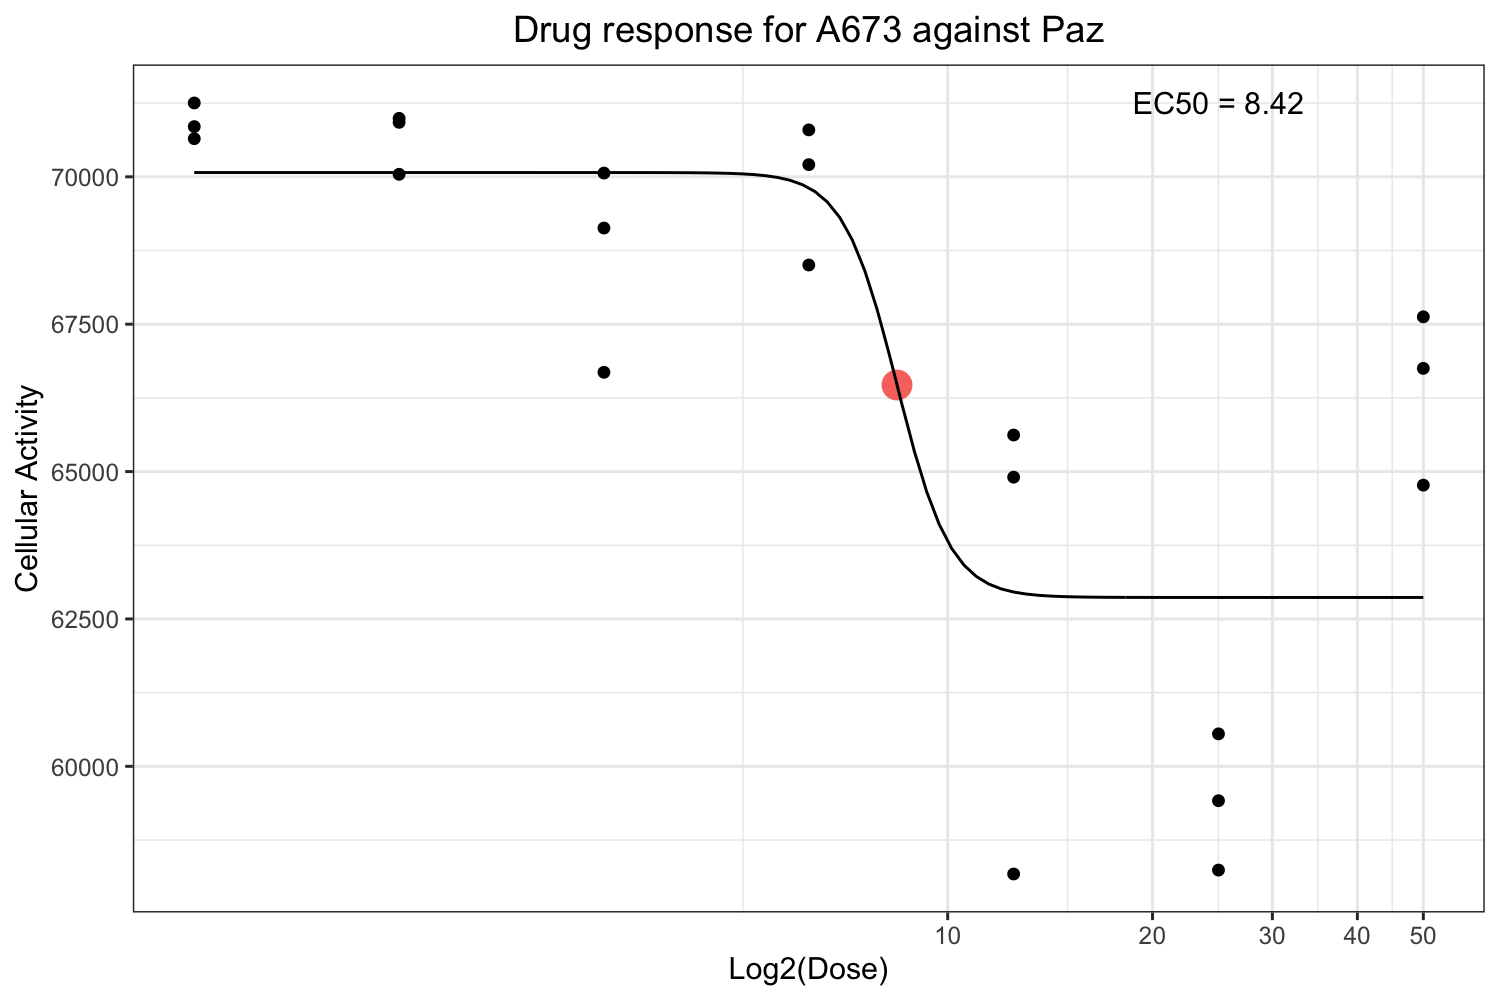 Drug response for A673 against Paz
EC50 = 8.42
70000
67500
65000
62500
60000
Cellular Activity
10 20 30 40 50
Log2(Dose)